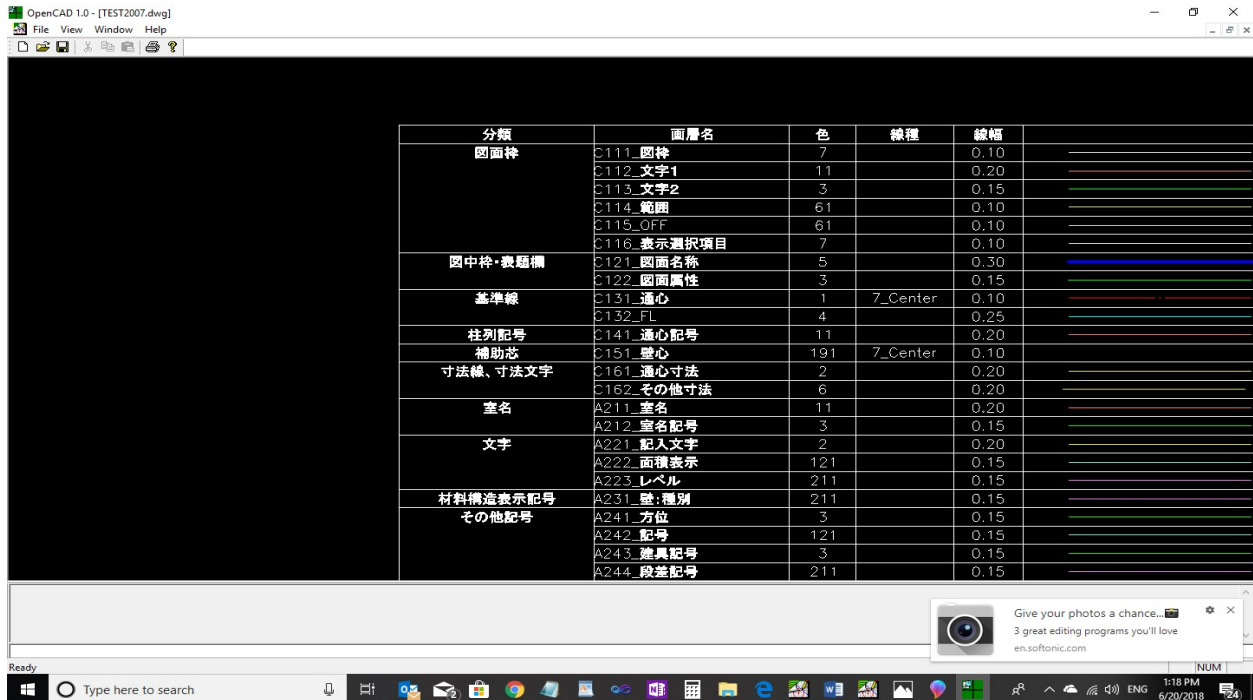 OpenCAD 1.0 - [TEST2007.dwg]
File View Window Help
分類 画層名 色 線種 線幅
図面枠 C111_図枠 7 0.10
C112_文字1 11 0.20
C113_文字2 3 0.15
C114_範囲 61 0.10
C115_OFF 61 0.10
C116_表示選択項目 7 0.10
図中枠・表題欄 C121_図面名称 5 0.30
C122_図面属性 3 0.15
基準線 C131_通心 1 7_Center 0.10
C132_FL 4 0.25
柱列記号 C141_通心記号 11 0.20
補助芯 C151_壁心 191 7_Center 0.10
寸法線、寸法文字 C161_通心寸法 2 0.20
C162_その他寸法 6 0.20
室名 A211_室名 11 0.20
A212_室名記号 3 0.15
文字 A221_記入文字 2 0.20
A222_面積表示 121 0.15
A223_レベル 211 0.15
材料構造表示記号 A231_壁:種別 211 0.15
その他記号 A241_方位 3 0.15
A242_記号 121 0.15
A243_建具記号 3 0.15
A244_段差記号 211 0.15
Give your photos a chance...
3 great editing programs you'll love
en.softonic.com
Ready NUM
Type here to search ENG 1:18 PM
6/20/2018 24